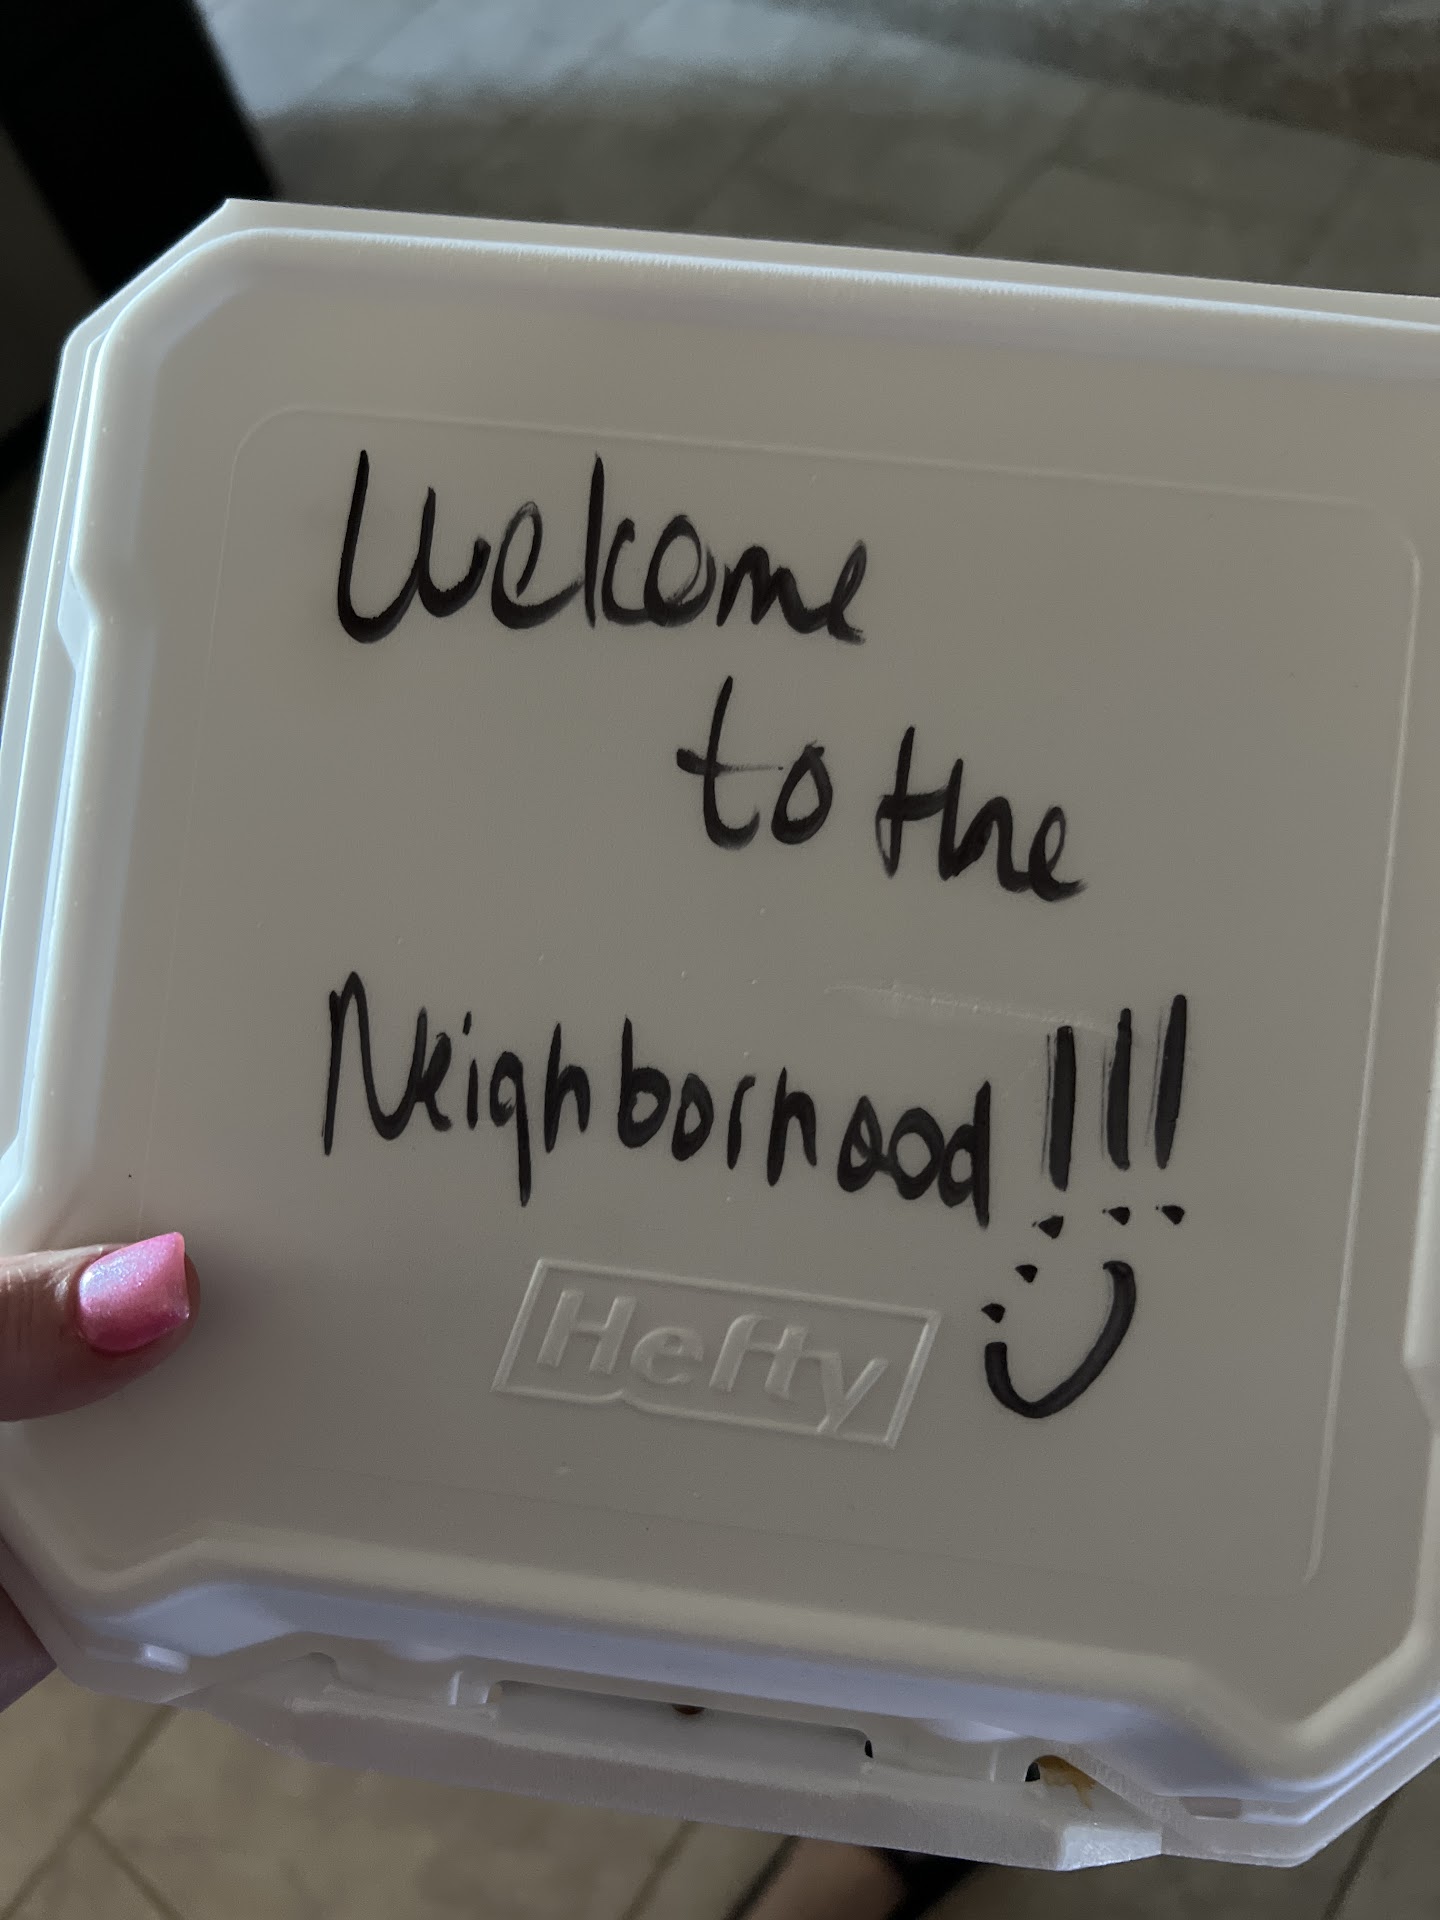 Welcome
to the
Neighborhood!!!
:)
Hefty